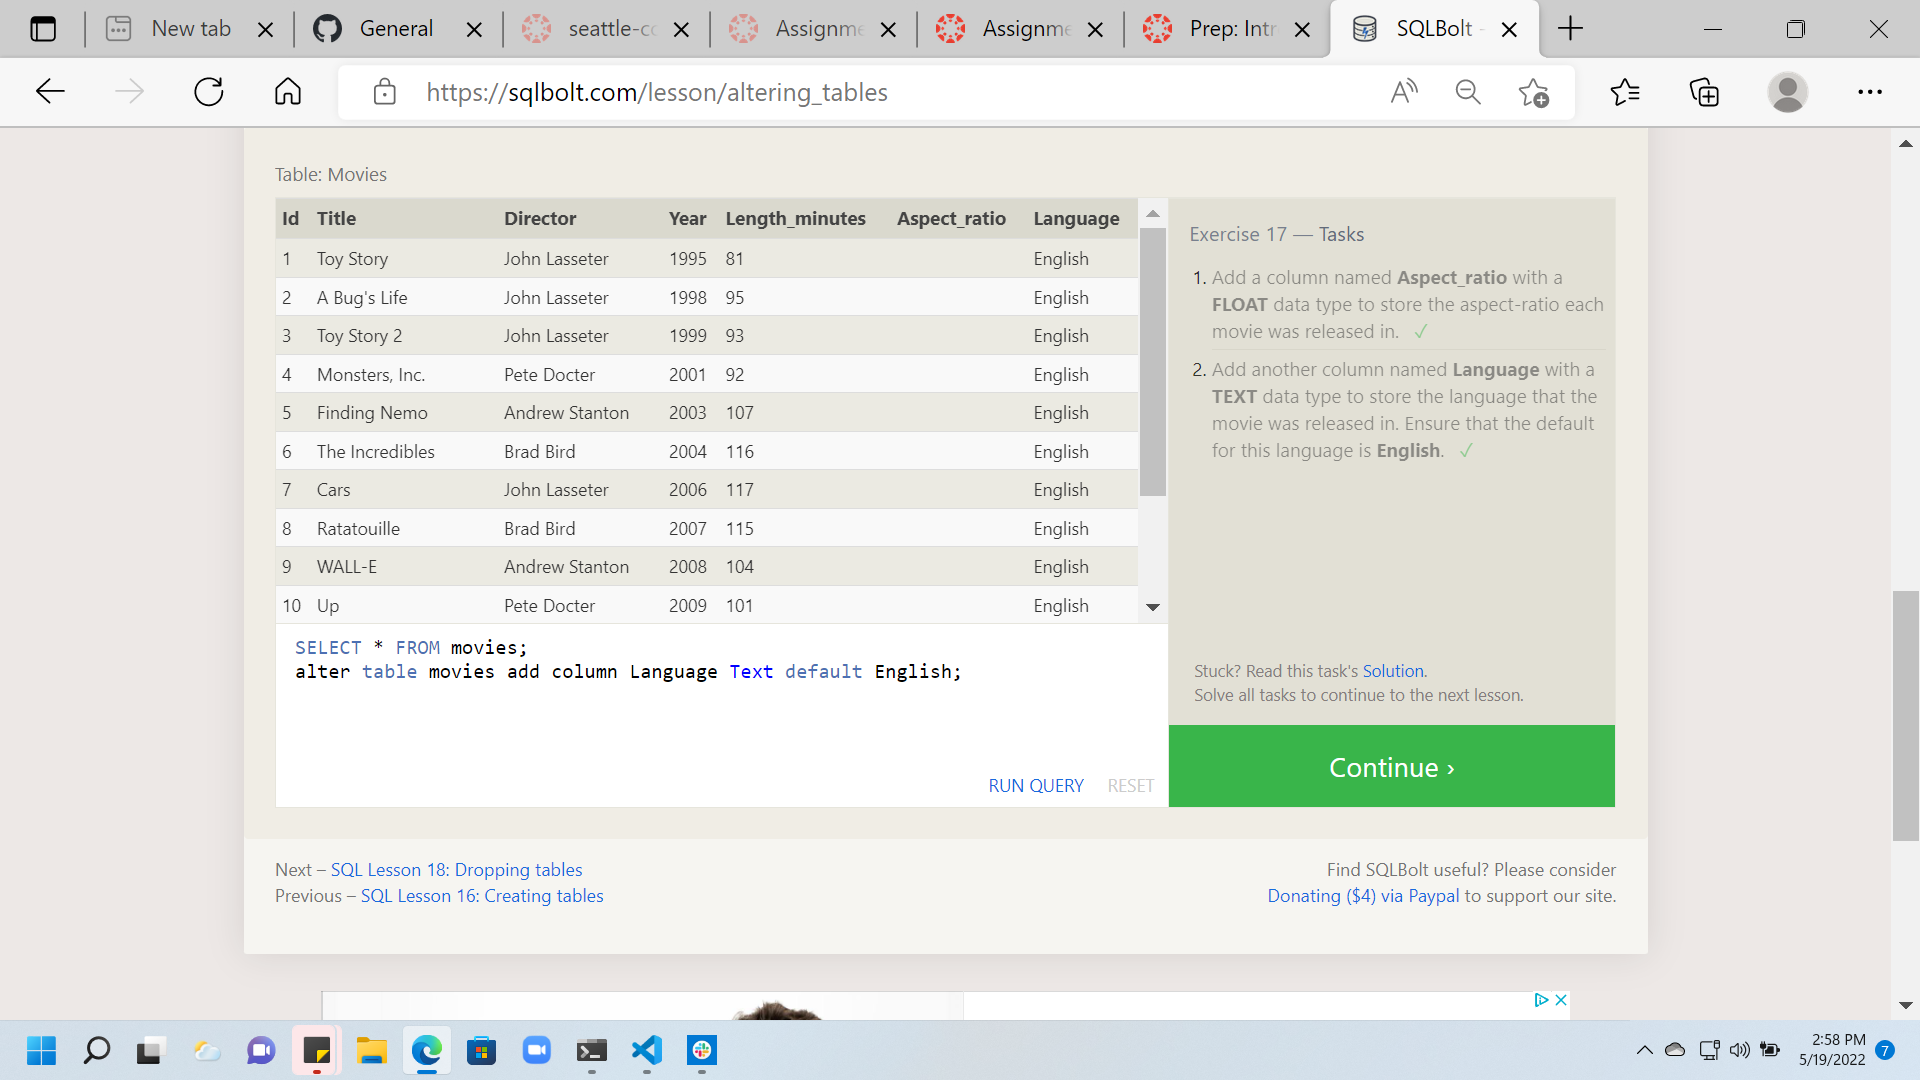 New tab
General
seattle-co
Assignme
Assignme
Prep: Intr
SQLBolt -
https://sqlbolt.com/lesson/altering_tables
Table: Movies
Id Title Director Year Length_minutes Aspect_ratio Language
1 Toy Story John Lasseter 1995 81 English
2 A Bug's Life John Lasseter 1998 95 English
3 Toy Story 2 John Lasseter 1999 93 English
4 Monsters, Inc. Pete Docter 2001 92 English
5 Finding Nemo Andrew Stanton 2003 107 English
6 The Incredibles Brad Bird 2004 116 English
7 Cars John Lasseter 2006 117 English
8 Ratatouille Brad Bird 2007 115 English
9 WALL-E Andrew Stanton 2008 104 English
10 Up Pete Docter 2009 101 English
SELECT * FROM movies;
alter table movies add column Language Text default English;
RUN QUERY RESET
Exercise 17 — Tasks
1. Add a column named Aspect_ratio with a
FLOAT data type to store the aspect-ratio each
movie was released in. ✓
2. Add another column named Language with a
TEXT data type to store the language that the
movie was released in. Ensure that the default
for this language is English. ✓
Stuck? Read this task's Solution.
Solve all tasks to continue to the next lesson.
Continue ›
Next – SQL Lesson 18: Dropping tables
Previous – SQL Lesson 16: Creating tables
Find SQLBolt useful? Please consider
Donating ($4) via Paypal to support our site.
2:58 PM
5/19/2022
7